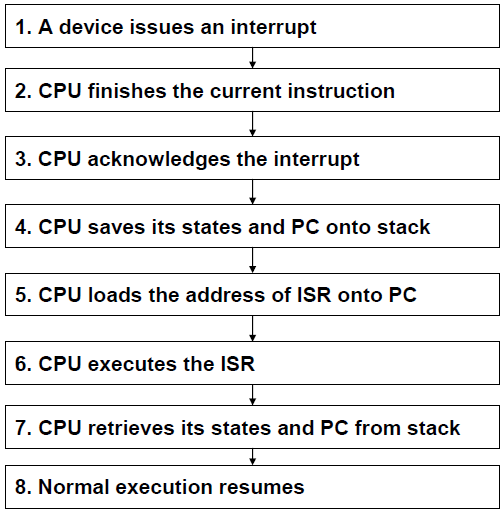 1. A device issues an interrupt
2. CPU finishes the current instruction
3. CPU acknowledges the interrupt
4. CPU saves its states and PC onto stack
5. CPU loads the address of ISR onto PC
6. CPU executes the ISR
7. CPU retrieves its states and PC from stack
8. Normal execution resumes